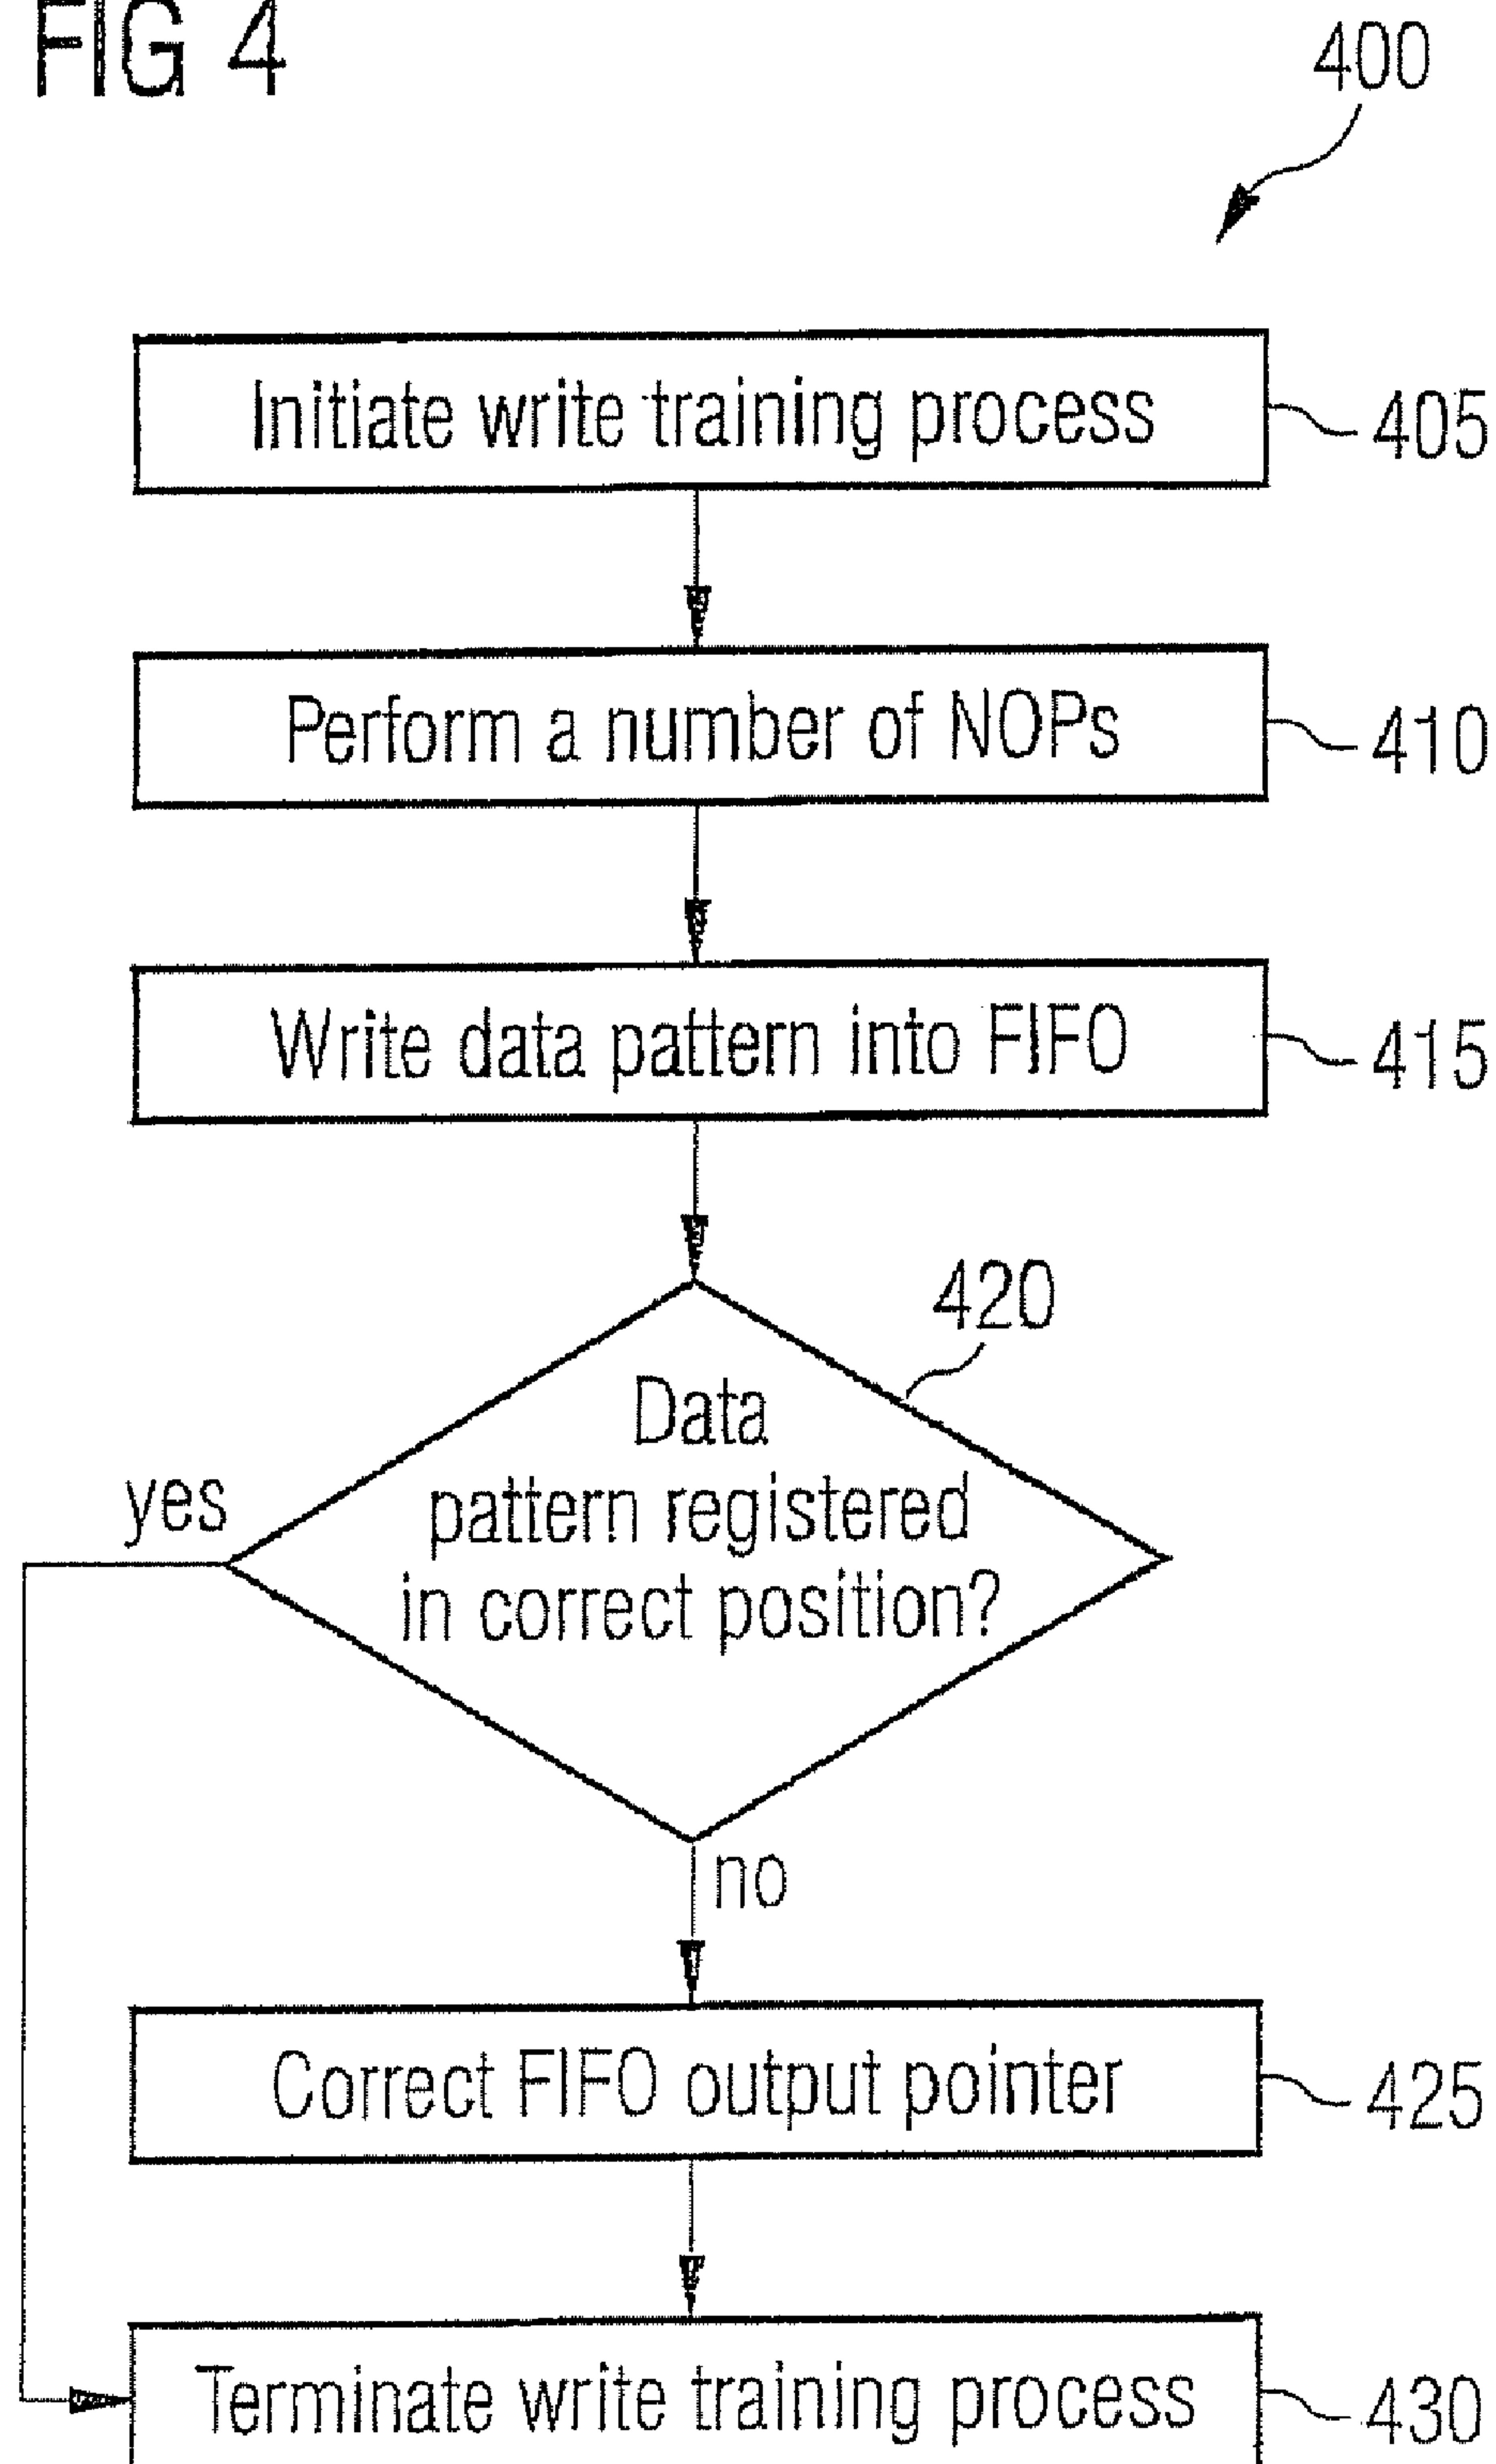 FIG 4
400
Initiate write training process
405
Perform a number of NOPs
410
Write data pattern into FIFO
415
420
Data
pattern registered
in correct position?
yes
no
Correct FIFO output pointer
425
Terminate write training process
430